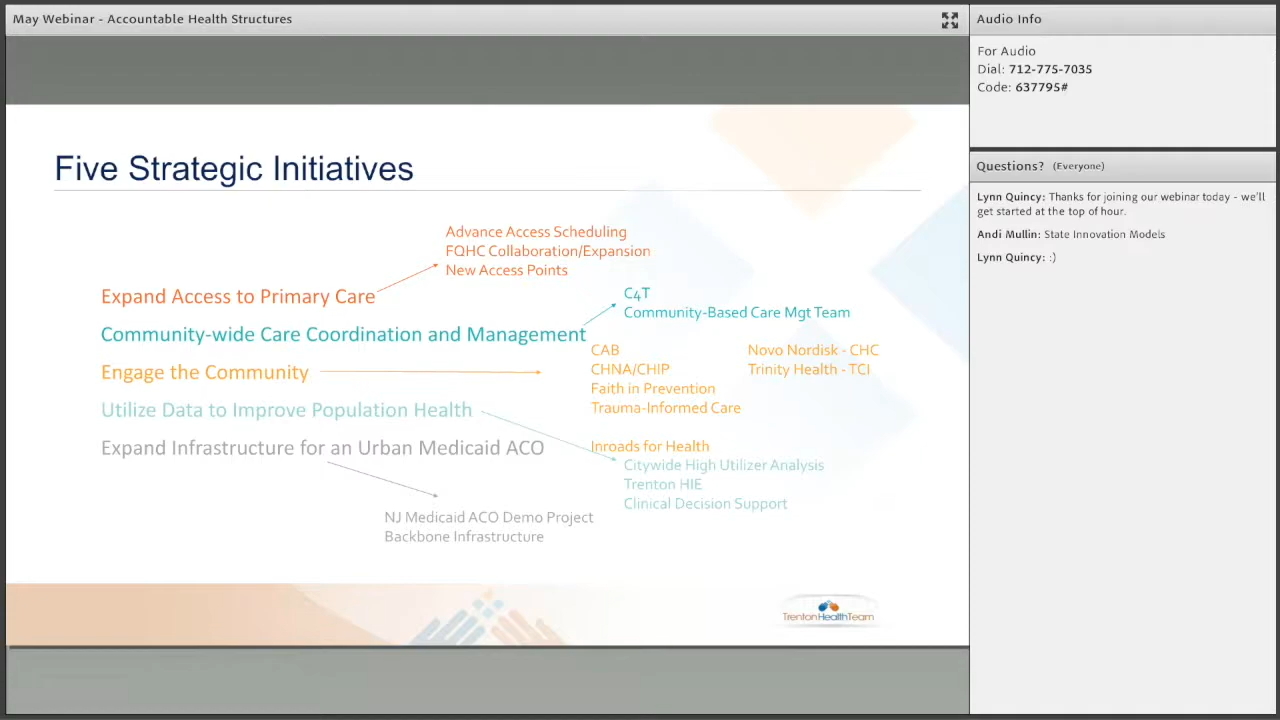 May Webinar - Accountable Health Structures
Five Strategic Initiatives
Advance Access Scheduling
FQHC Collaboration/Expansion
New Access Points
Expand Access to Primary Care
C4T
Community-Based Care Mgt Team
Community-wide Care Coordination and Management
CAB
CHNA/CHIP
Faith in Prevention
Trauma-Informed Care
Novo Nordisk - CHC
Trinity Health - TCI
Engage the Community
Utilize Data to Improve Population Health
Inroads for Health
Citywide High Utilizer Analysis
Trenton HIE
Clinical Decision Support
Expand Infrastructure for an Urban Medicaid ACO
NJ Medicaid ACO Demo Project
Backbone Infrastructure
TrentonHealthTeam
Audio Info
For Audio
Dial: 712-775-7035
Code: 637795#
Questions? (Everyone)
Lynn Quincy: Thanks for joining our webinar today - we'll
get started at the top of hour.
Andi Mullin: State Innovation Models
Lynn Quincy: :)